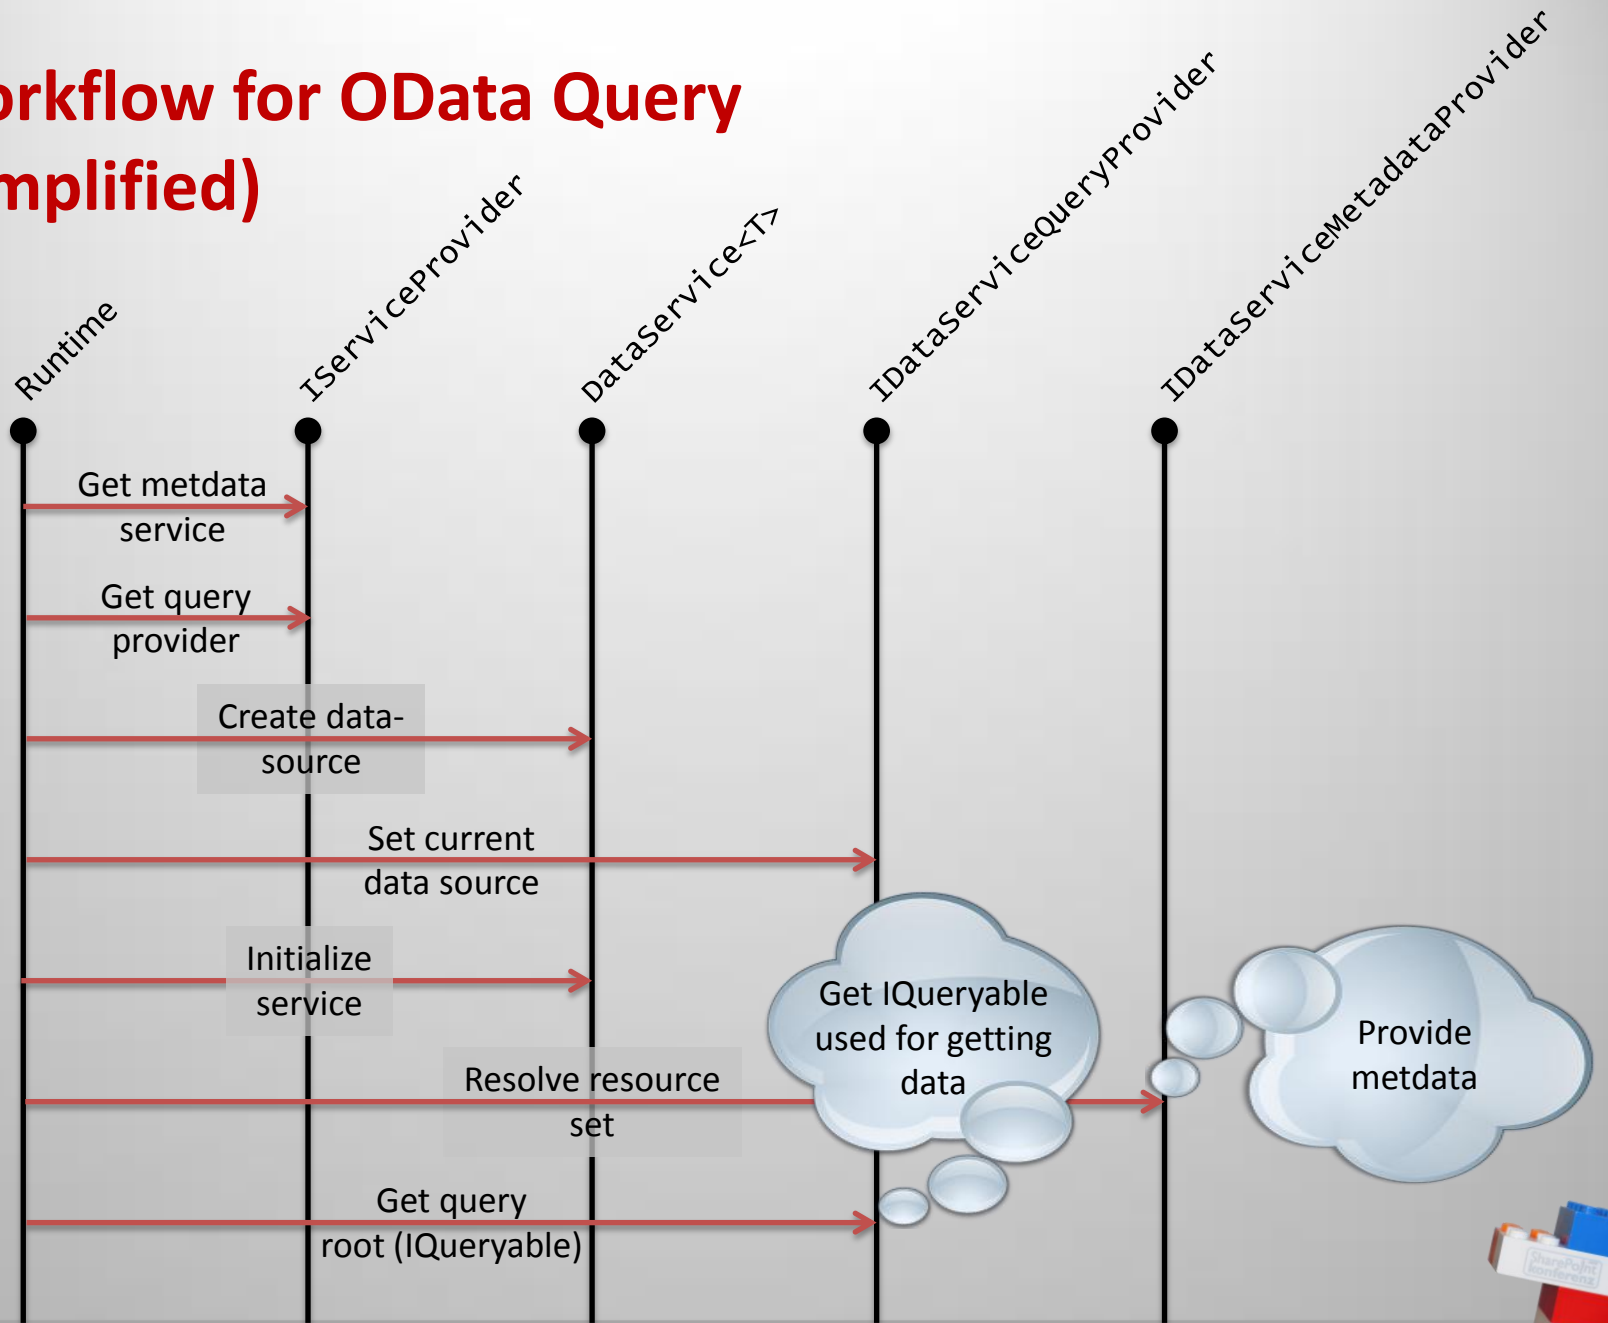 orkflow for OData Query
mplified)
Runtime
IServiceProvider
DataService<T>
IDataServiceQueryProvider
IDataServiceMetadataProvider
Get metdata
service
Get query
provider
Create data-
source
Set current
data source
Initialize
service
Get IQueryable
used for getting
data
Provide
metdata
Resolve resource
set
Get query
root (IQueryable)
SharePoint
konferenz